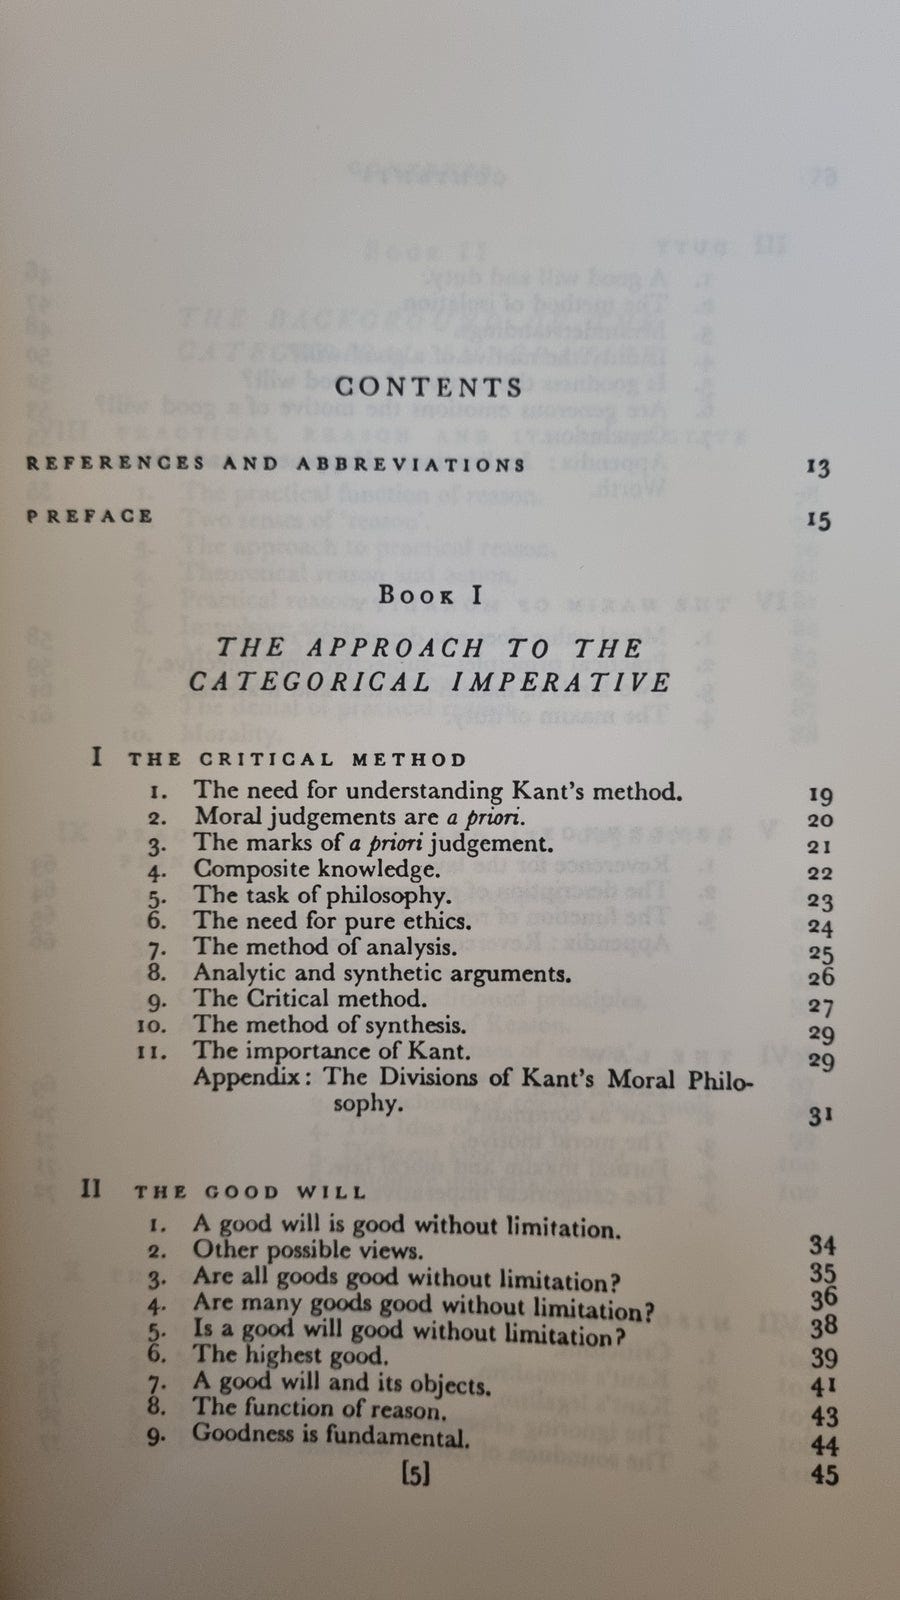 CONTENTS
REFERENCES AND ABBREVIATIONS 13
PREFACE 15
Book I
THE APPROACH TO THE
CATEGORICAL IMPERATIVE
I THE CRITICAL METHOD
1. The need for understanding Kant's method. 19
2. Moral judgements are a priori. 20
3. The marks of a priori judgement. 21
4. Composite knowledge. 22
5. The task of philosophy. 23
6. The need for pure ethics. 24
7. The method of analysis. 25
8. Analytic and synthetic arguments. 26
9. The Critical method. 27
10. The method of synthesis. 29
11. The importance of Kant. 29
Appendix: The Divisions of Kant's Moral Philo-
sophy. 31
II THE GOOD WILL
1. A good will is good without limitation. 34
2. Other possible views. 35
3. Are all goods good without limitation? 36
4. Are many goods good without limitation? 38
5. Is a good will good without limitation? 39
6. The highest good. 41
7. A good will and its objects. 43
8. The function of reason. 44
9. Goodness is fundamental. 45
[5]